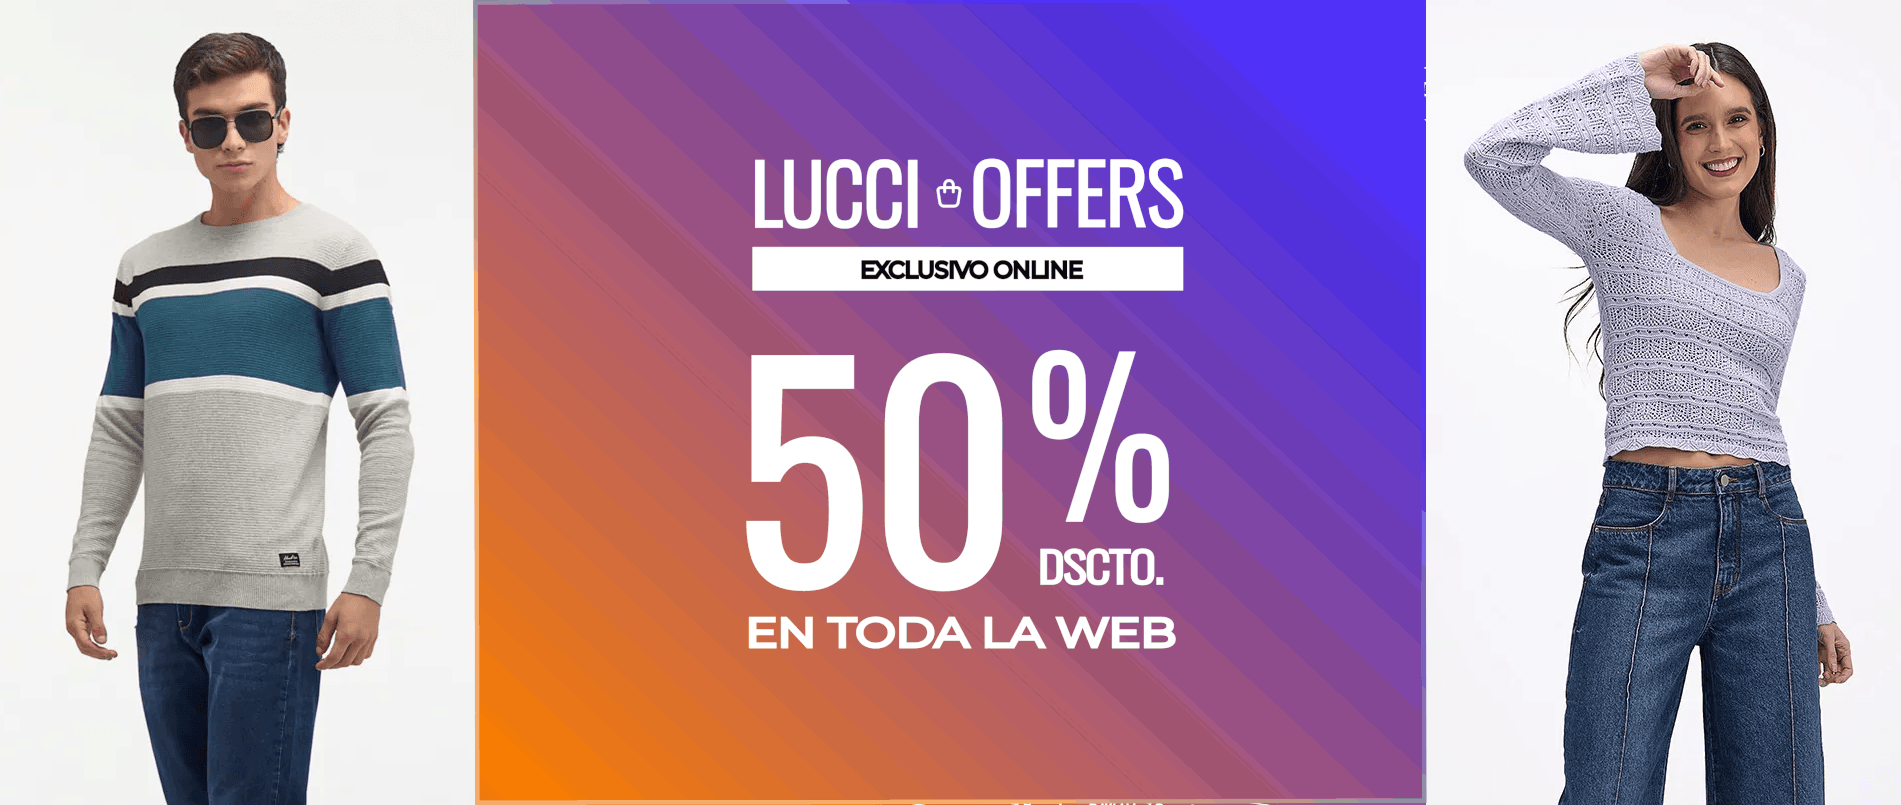 LUCCI OFFERS
EXCLUSIVO ONLINE
50%
DSCTO.
EN TODA LA WEB